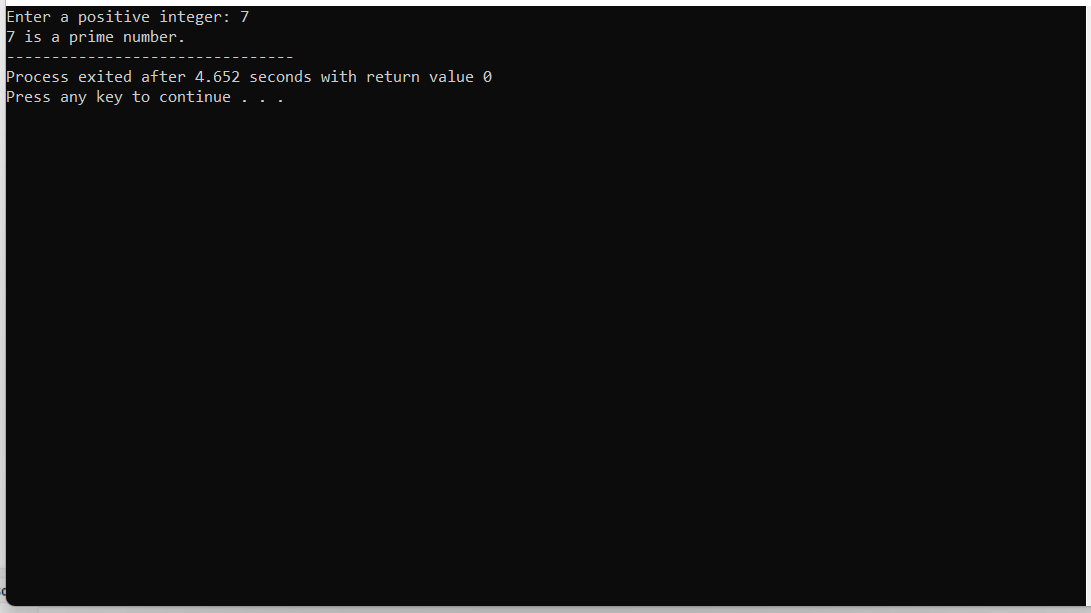 Enter a positive integer: 7
7 is a prime number.
--------------------------------
Process exited after 4.652 seconds with return value 0
Press any key to continue . . .